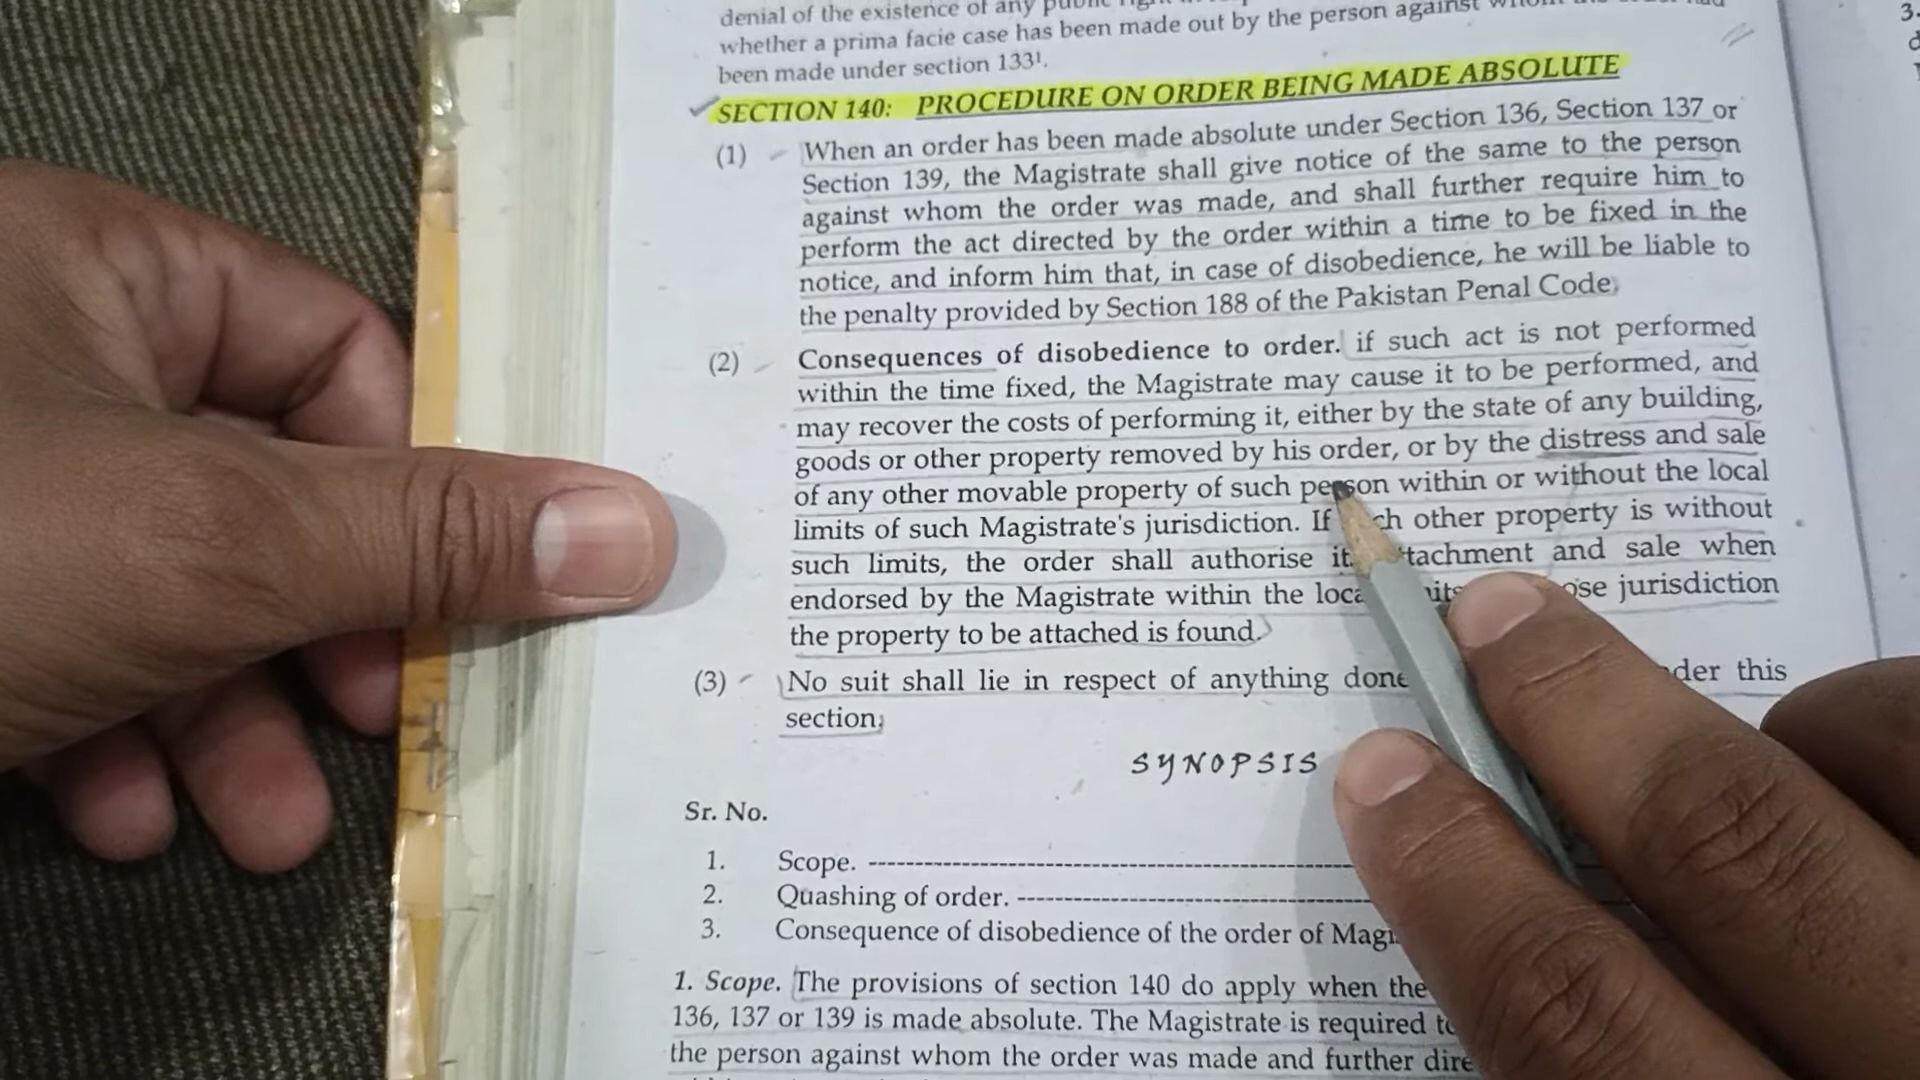 denial of the existence of any
whether a prima facie case has been made out by the person against
been made under section 133¹.
SECTION 140: PROCEDURE ON ORDER BEING MADE ABSOLUTE
(1) When an order has been made absolute under Section 136, Section 137 or
Section 139, the Magistrate shall give notice of the same to the person
against whom the order was made, and shall further require him to
perform the act directed by the order within a time to be fixed in the
notice, and inform him that, in case of disobedience, he will be liable to
the penalty provided by Section 188 of the Pakistan Penal Code.
(2) Consequences of disobedience to order. if such act is not performed
within the time fixed, the Magistrate may cause it to be performed, and
may recover the costs of performing it, either by the state of any building,
goods or other property removed by his order, or by the distress and sale
of any other movable property of such person within or without the local
limits of such Magistrate's jurisdiction. If other property is without
such limits, the order shall authorise and sale when
endorsed by the Magistrate within the jurisdiction
the property to be attached is found.
(3) No suit shall lie in respect of anything done this
section.
SYNOPSIS
Sr. No.
1. Scope.
2. Quashing of order.
3. Consequence of disobedience of the order of
1. Scope. The provisions of section 140 do apply when the
136, 137 or 139 is made absolute. The Magistrate is required
the person against whom the order was made and further
3.